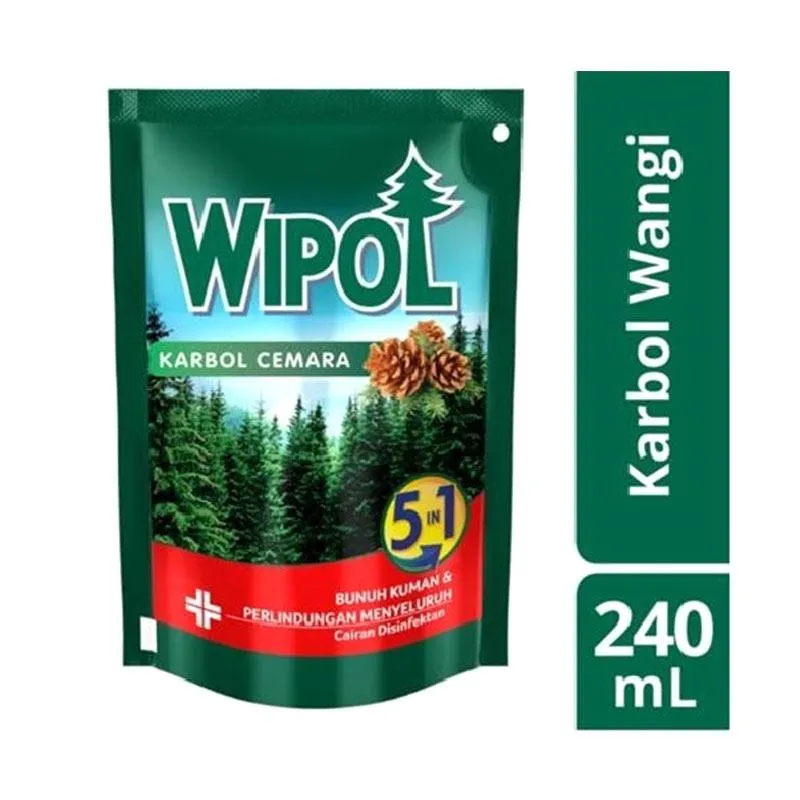 WIPOL
KARBOL CEMARA
5 IN 1
BUNUH KUMAN &
PERLINDUNGAN MENYELURUH
Cairan Disinfektan
Karbol Wangi
240
mL